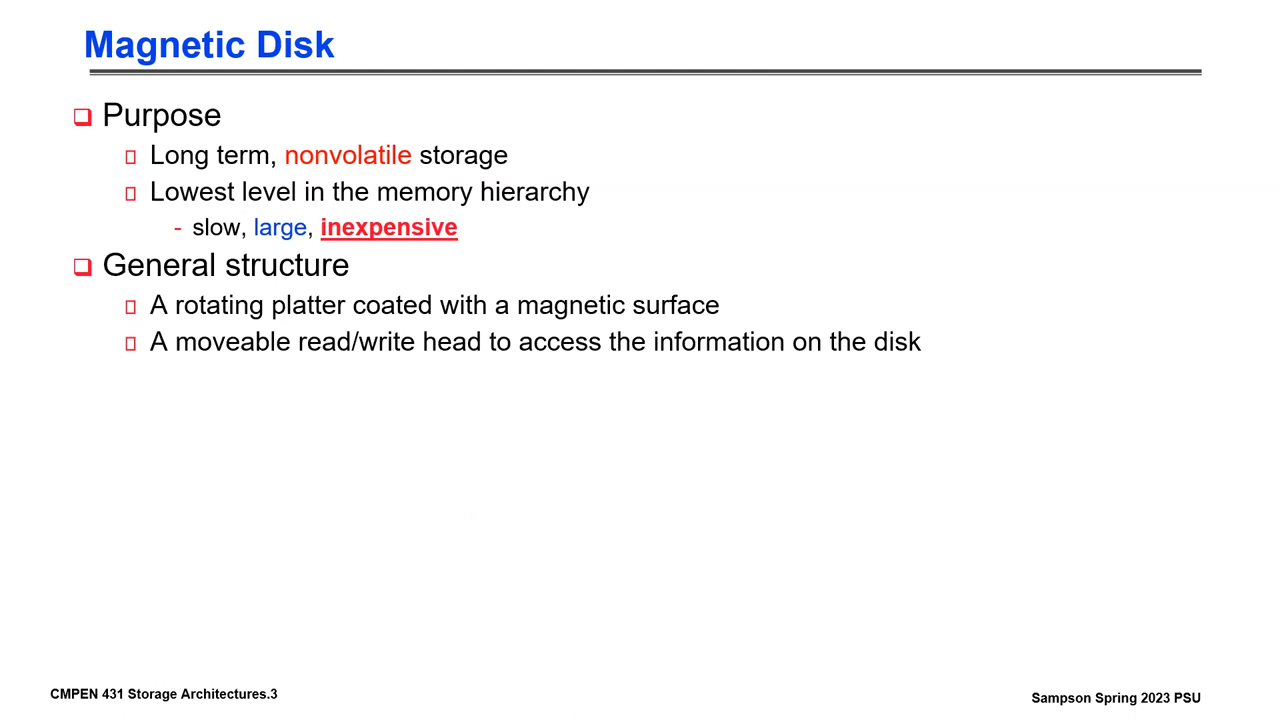 Magnetic Disk
❑ Purpose
▯ Long term, nonvolatile storage
▯ Lowest level in the memory hierarchy
- slow, large, inexpensive
❑ General structure
▯ A rotating platter coated with a magnetic surface
▯ A moveable read/write head to access the information on the disk
CMPEN 431 Storage Architectures.3
Sampson Spring 2023 PSU